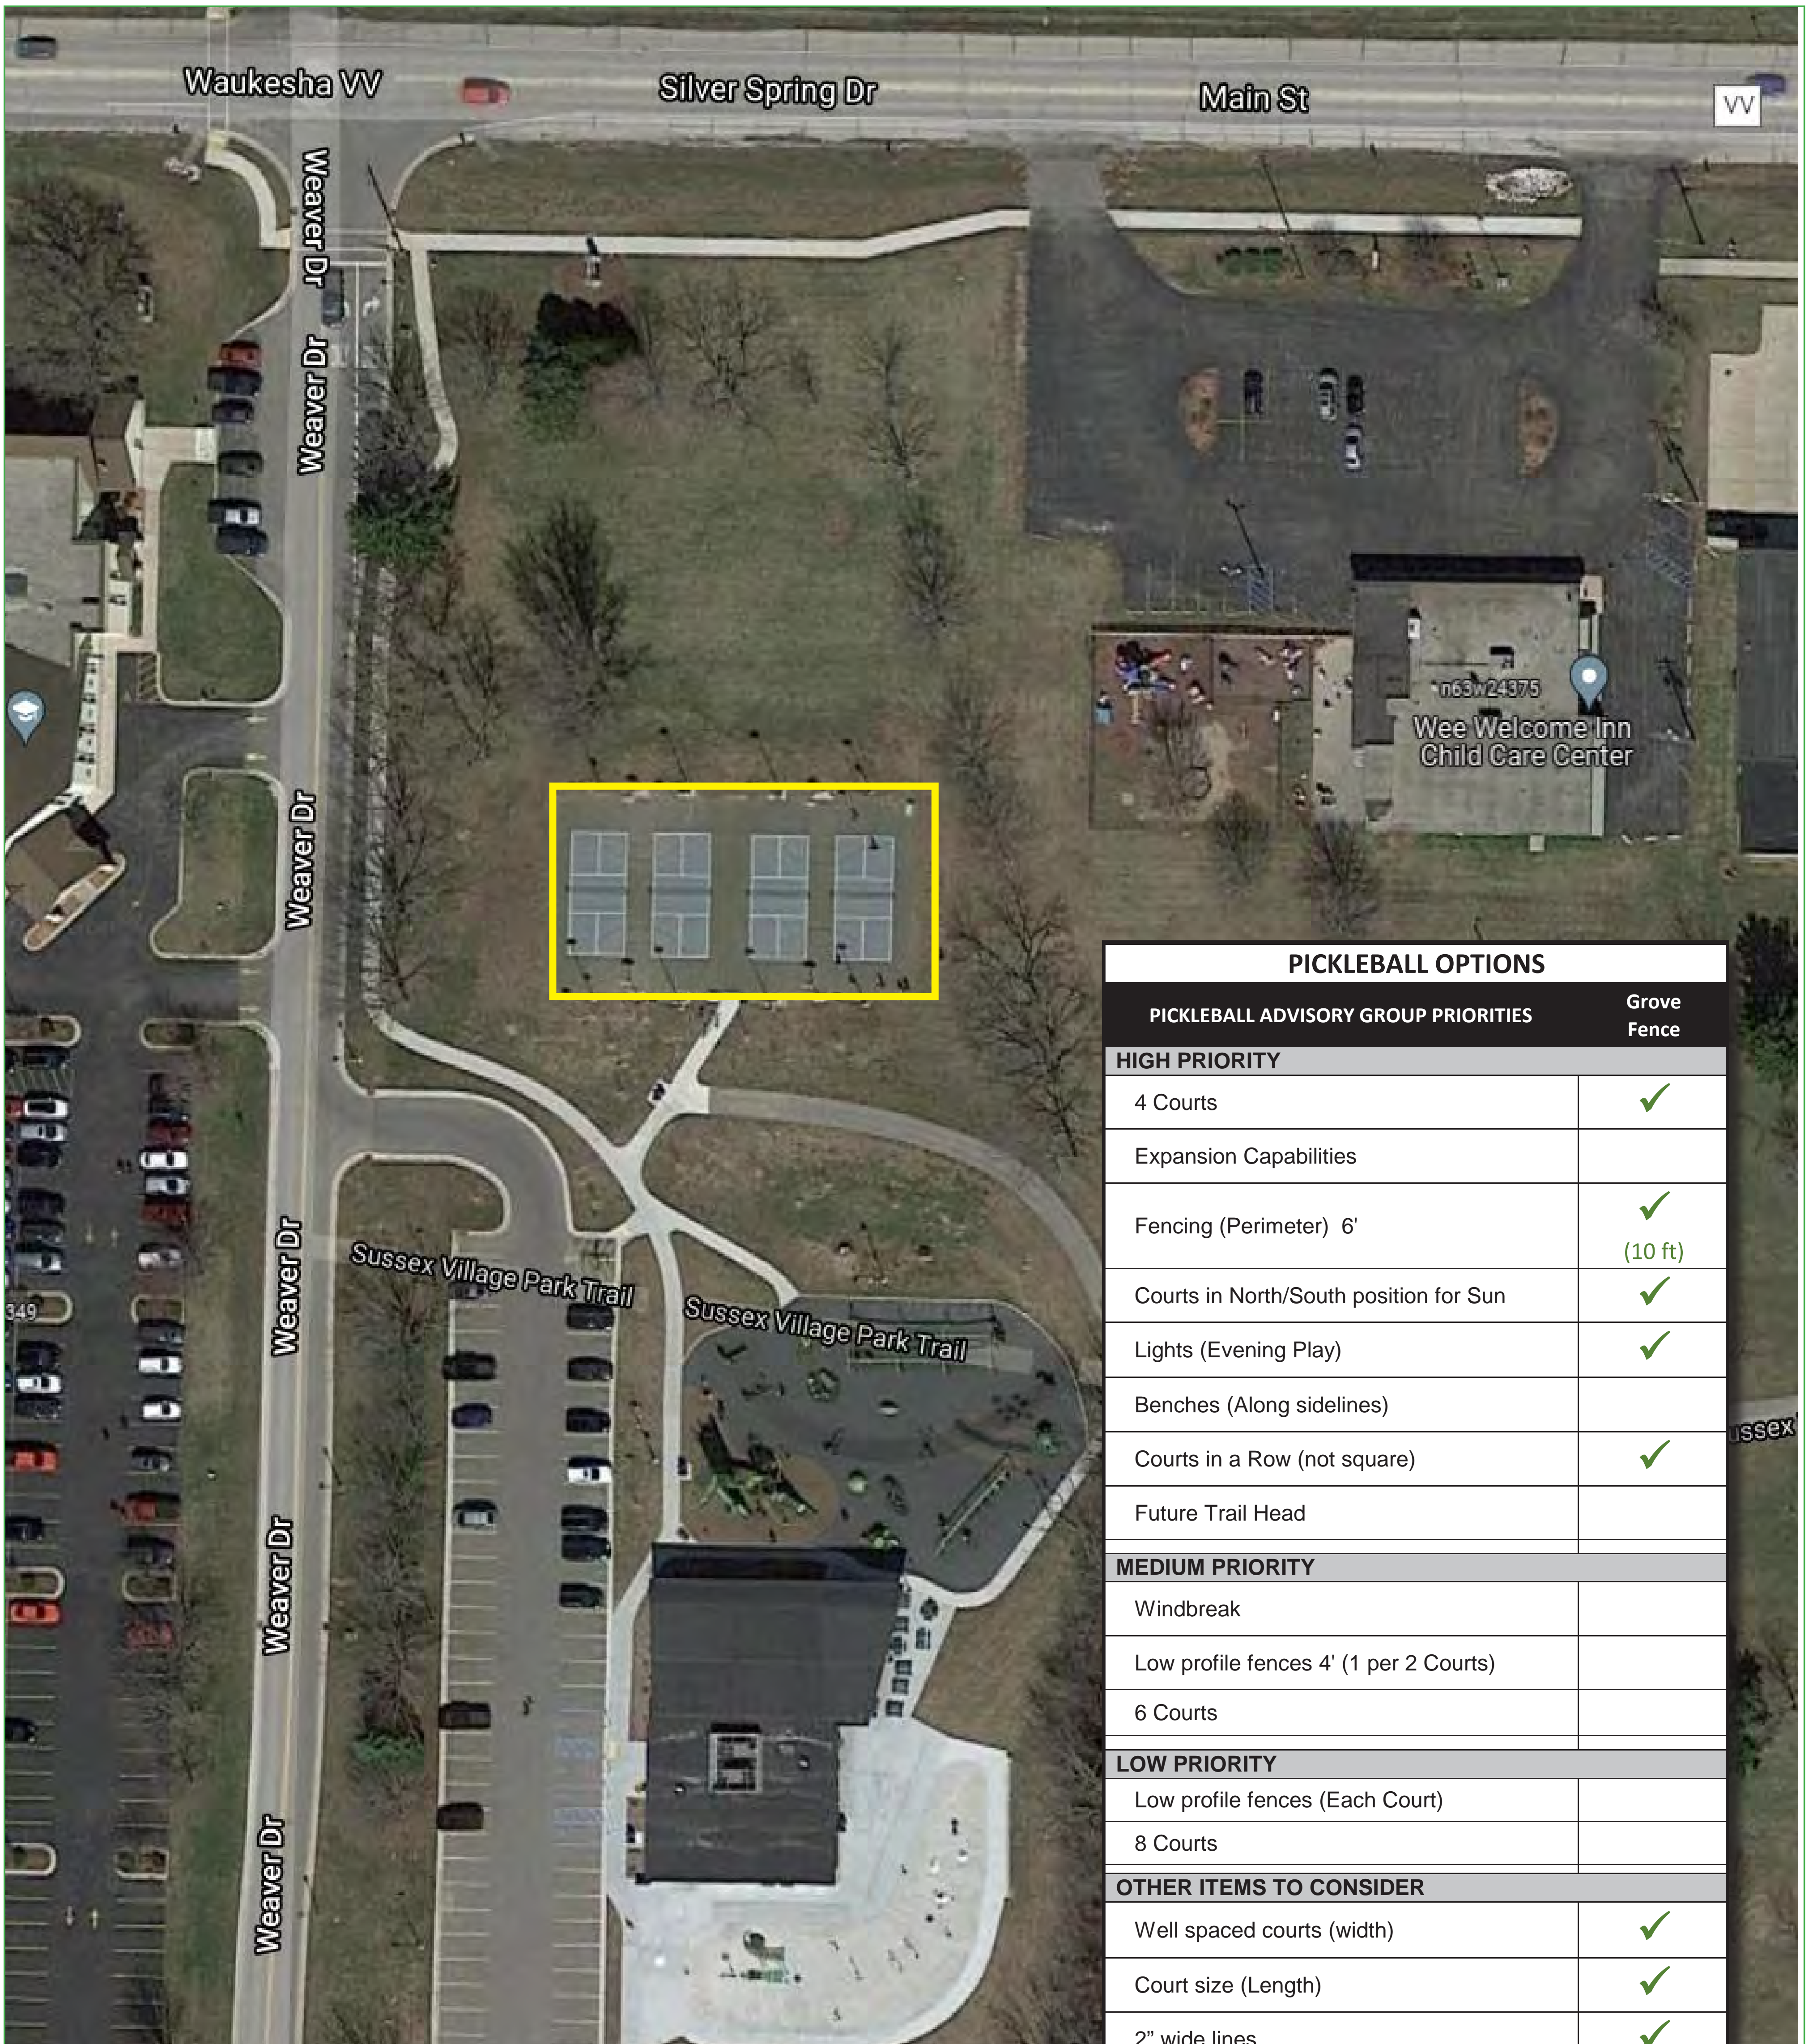 Waukesha VV
Silver Spring Dr
Main St
VV
Weaver Dr
Weaver Dr
n63w24375
Wee Welcome Inn
Child Care Center
Weaver Dr
Weaver Dr
Sussex Village Park Trail
Sussex Village Park Trail
349
ussex
Weaver Dr
Weaver Dr
PICKLEBALL OPTIONS
PICKLEBALL ADVISORY GROUP PRIORITIES
Grove
Fence
HIGH PRIORITY
4 Courts ✓
Expansion Capabilities
Fencing (Perimeter) 6' ✓
(10 ft)
Courts in North/South position for Sun ✓
Lights (Evening Play) ✓
Benches (Along sidelines)
Courts in a Row (not square) ✓
Future Trail Head
MEDIUM PRIORITY
Windbreak
Low profile fences 4' (1 per 2 Courts)
6 Courts
LOW PRIORITY
Low profile fences (Each Court)
8 Courts
OTHER ITEMS TO CONSIDER
Well spaced courts (width) ✓
Court size (Length) ✓
2" wide lines ✓